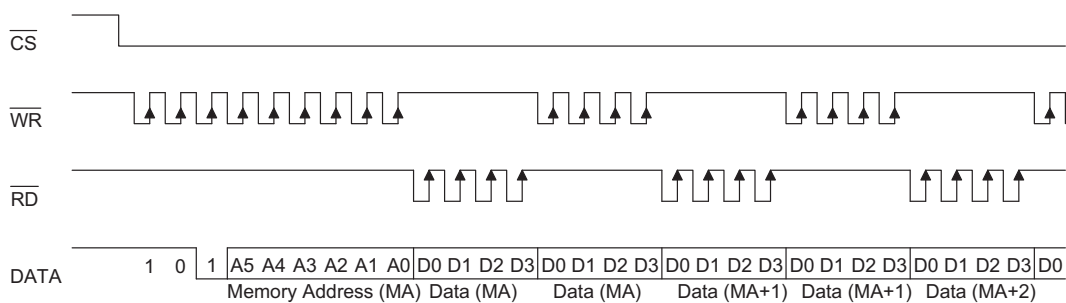 CS
WR
RD
DATA 1 0 1 A5 A4 A3 A2 A1 A0 D0 D1 D2 D3 D0 D1 D2 D3 D0 D1 D2 D3 D0 D1 D2 D3 D0 D1 D2 D3 D0
Memory Address (MA) Data (MA) Data (MA) Data (MA+1) Data (MA+1) Data (MA+2)